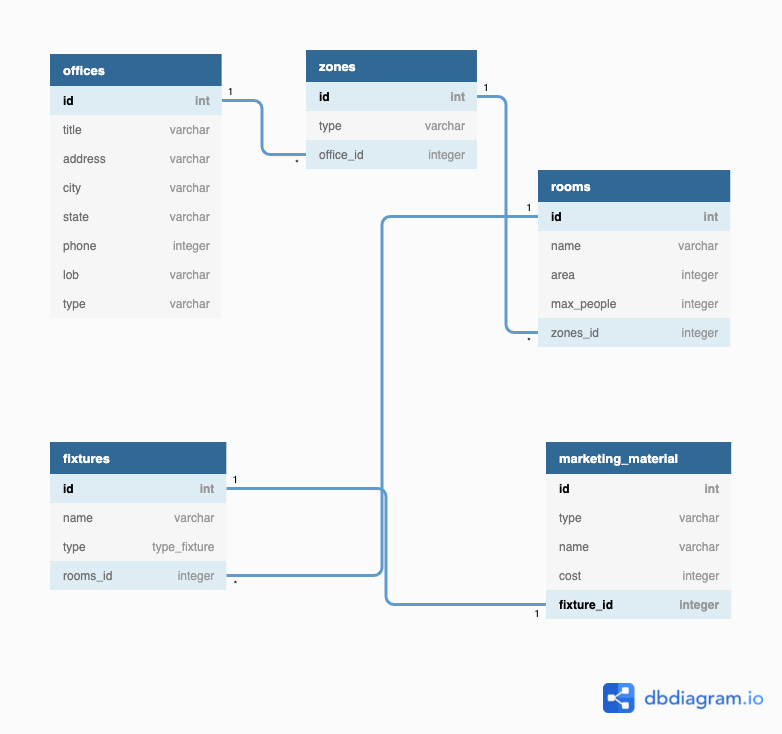 offices
id int
title varchar
address varchar
city varchar
state varchar
phone integer
lob varchar
type varchar
1
*
zones
id int
type varchar
office_id integer
1
*
rooms
id int
name varchar
area integer
max_people integer
zones_id integer
1
*
fixtures
id int
name varchar
type type_fixture
rooms_id integer
1
1
marketing_material
id int
type varchar
name varchar
cost integer
fixture_id integer
dbdiagram.io